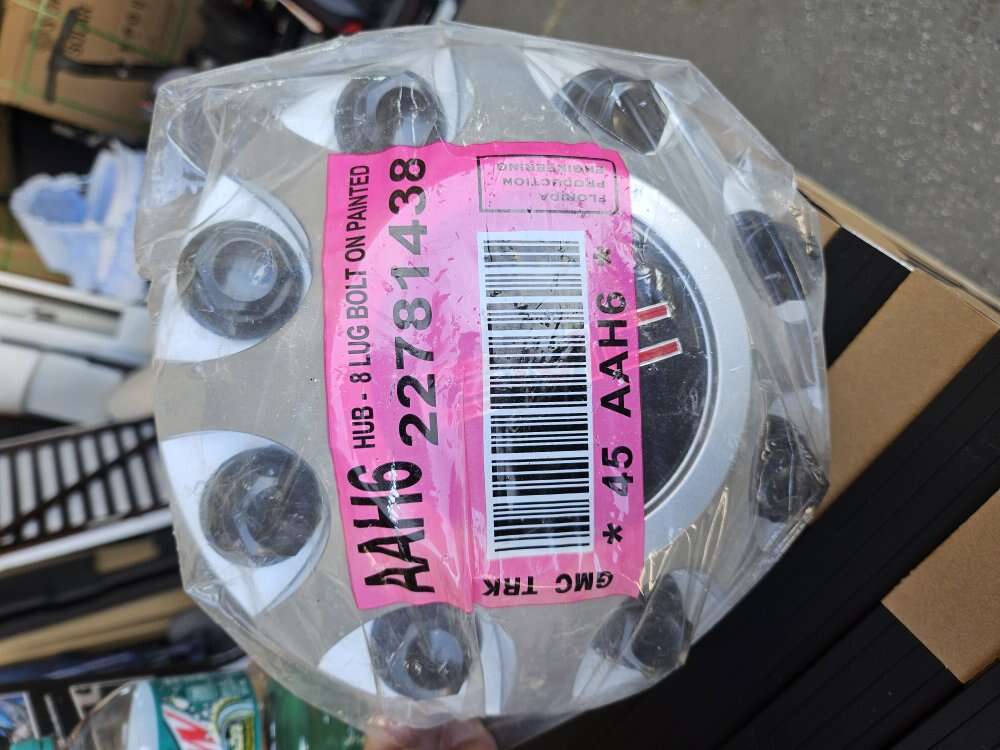 HUB - 8 LUG BOLT ON PAINTED
AAH6 22781438
FLORIDA
PRODUCTION
ENGINEERING
* 45 AAH6 *
GMC TRK